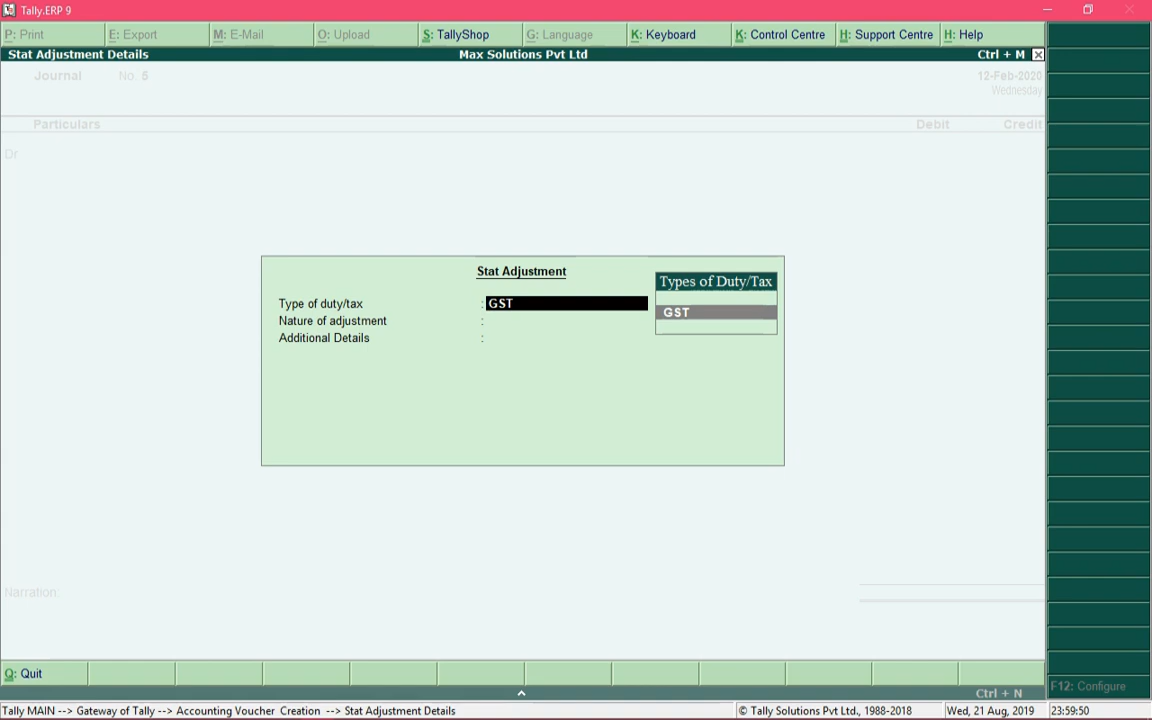 Tally.ERP 9
P: Print E: Export M: E-Mail O: Upload S: TallyShop G: Language K: Keyboard K: Control Centre H: Support Centre H: Help
Stat Adjustment Details Max Solutions Pvt Ltd Ctrl + M
Journal No. 5 12-Feb-2020
Wednesday
Particulars Debit Credit
Dr
Stat Adjustment
Types of Duty/Tax
Type of duty/tax : GST
GST
Nature of adjustment :
Additional Details :
Narration:
Q: Quit
F12: Configure
Ctrl + N
Tally MAIN --> Gateway of Tally --> Accounting Voucher Creation --> Stat Adjustment Details © Tally Solutions Pvt Ltd., 1988-2018 Wed, 21 Aug, 2019 23:59:50